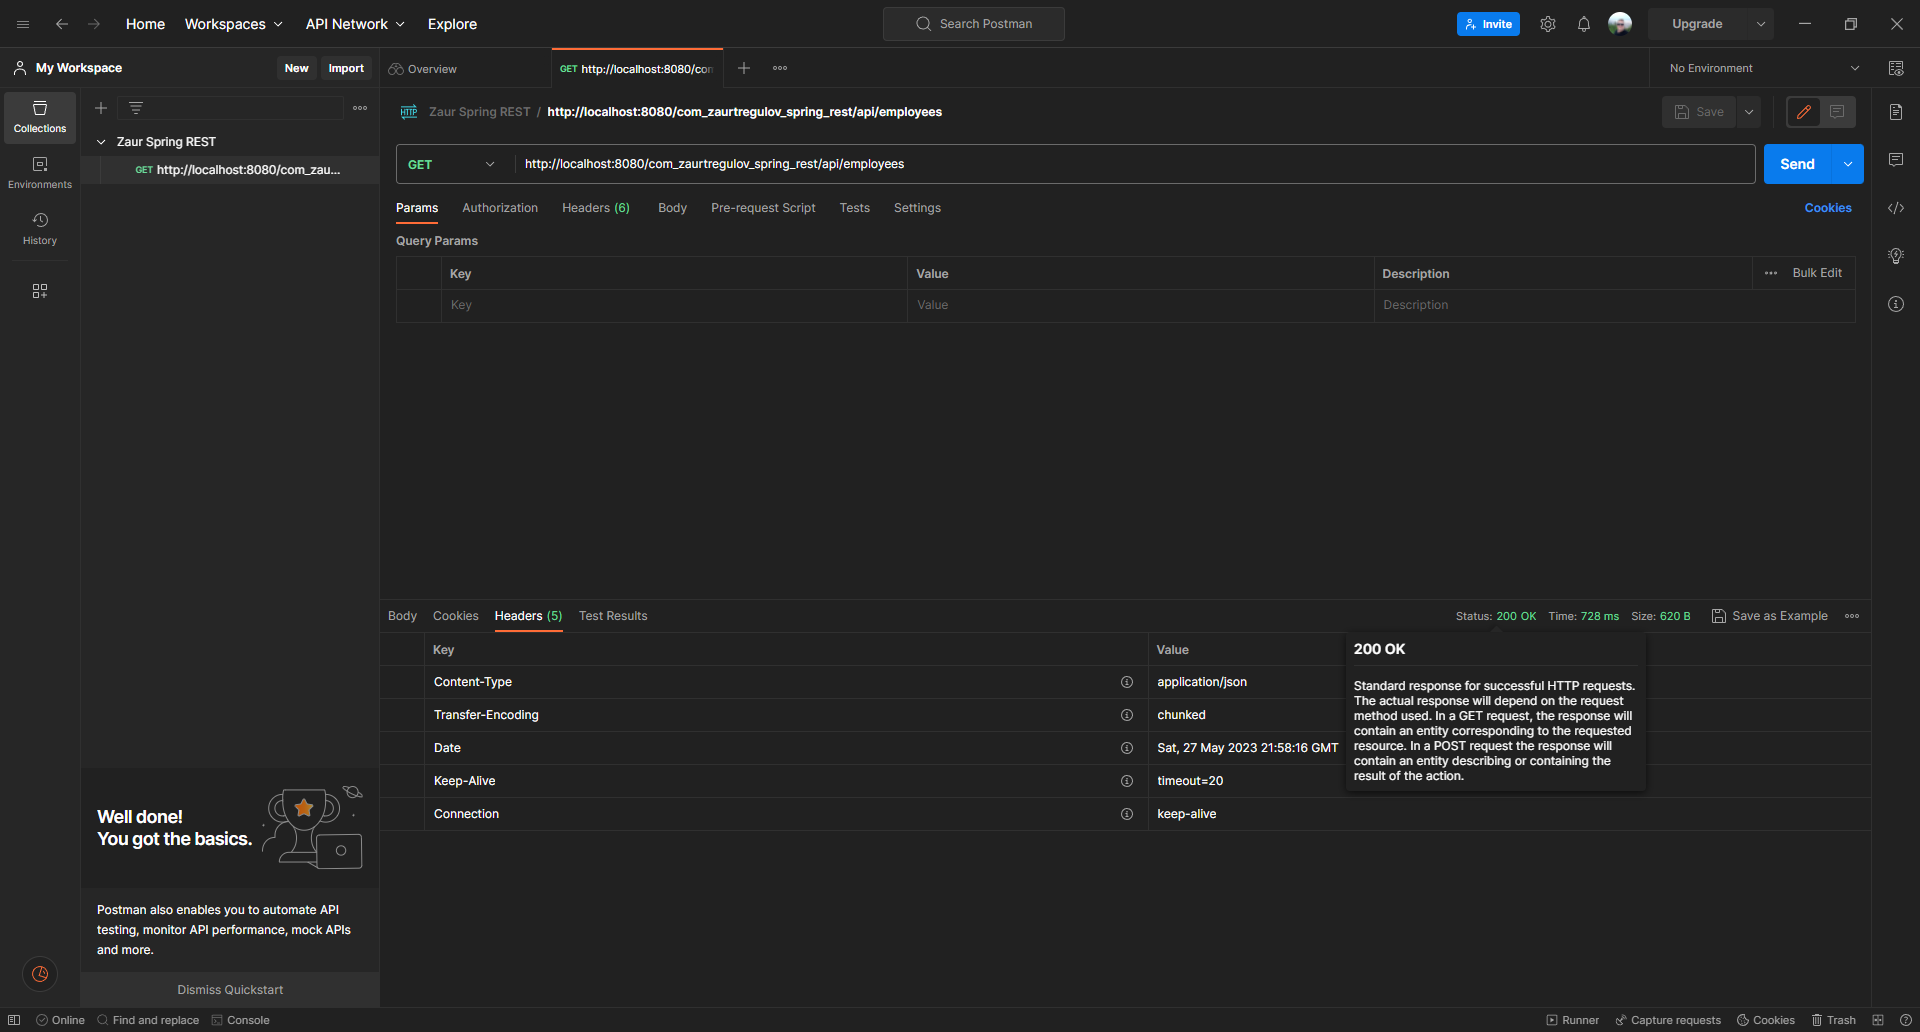 Home
Workspaces
API Network
Explore
Search Postman
Invite
Upgrade
My Workspace
New
Import
Overview
GET http://localhost:8080/con
No Environment
Collections
Environments
History
Zaur Spring REST
GET http://localhost:8080/com_zau...
Zaur Spring REST / http://localhost:8080/com_zaurtregulov_spring_rest/api/employees
Save
GET
http://localhost:8080/com_zaurtregulov_spring_rest/api/employees
Send
Params
Authorization
Headers (6)
Body
Pre-request Script
Tests
Settings
Cookies
Query Params
Key
Value
Description
Bulk Edit
Key
Value
Description
Body
Cookies
Headers (5)
Test Results
Status: 200 OK
Time: 728 ms
Size: 620 B
Save as Example
Key
Value
Content-Type
application/json
Transfer-Encoding
chunked
Date
Sat, 27 May 2023 21:58:16 GMT
Keep-Alive
timeout=20
Connection
keep-alive
200 OK
Standard response for successful HTTP requests.
The actual response will depend on the request
method used. In a GET request, the response will
contain an entity corresponding to the requested
resource. In a POST request the response will
contain an entity describing or containing the
result of the action.
Well done!
You got the basics.
Postman also enables you to automate API
testing, monitor API performance, mock APIs
and more.
Dismiss Quickstart
Online
Find and replace
Console
Runner
Capture requests
Cookies
Trash